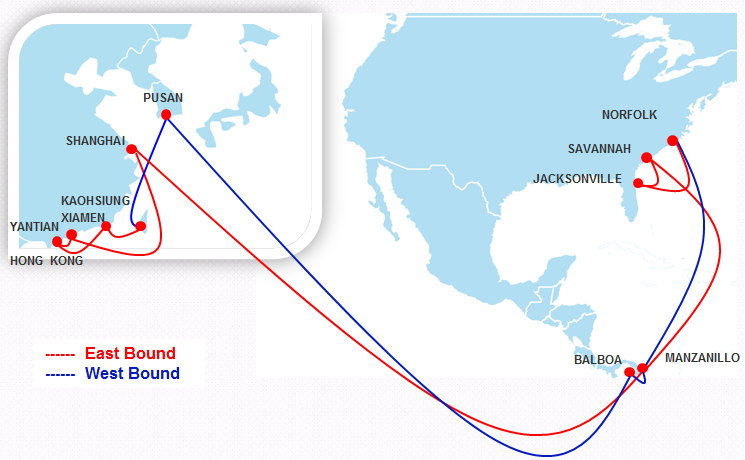 PUSAN
SHANGHAI
KAOHSIUNG
XIAMEN
YANTIAN
HONG KONG
NORFOLK
SAVANNAH
JACKSONVILLE
BALBOA
MANZANILLO
------ East Bound
------ West Bound